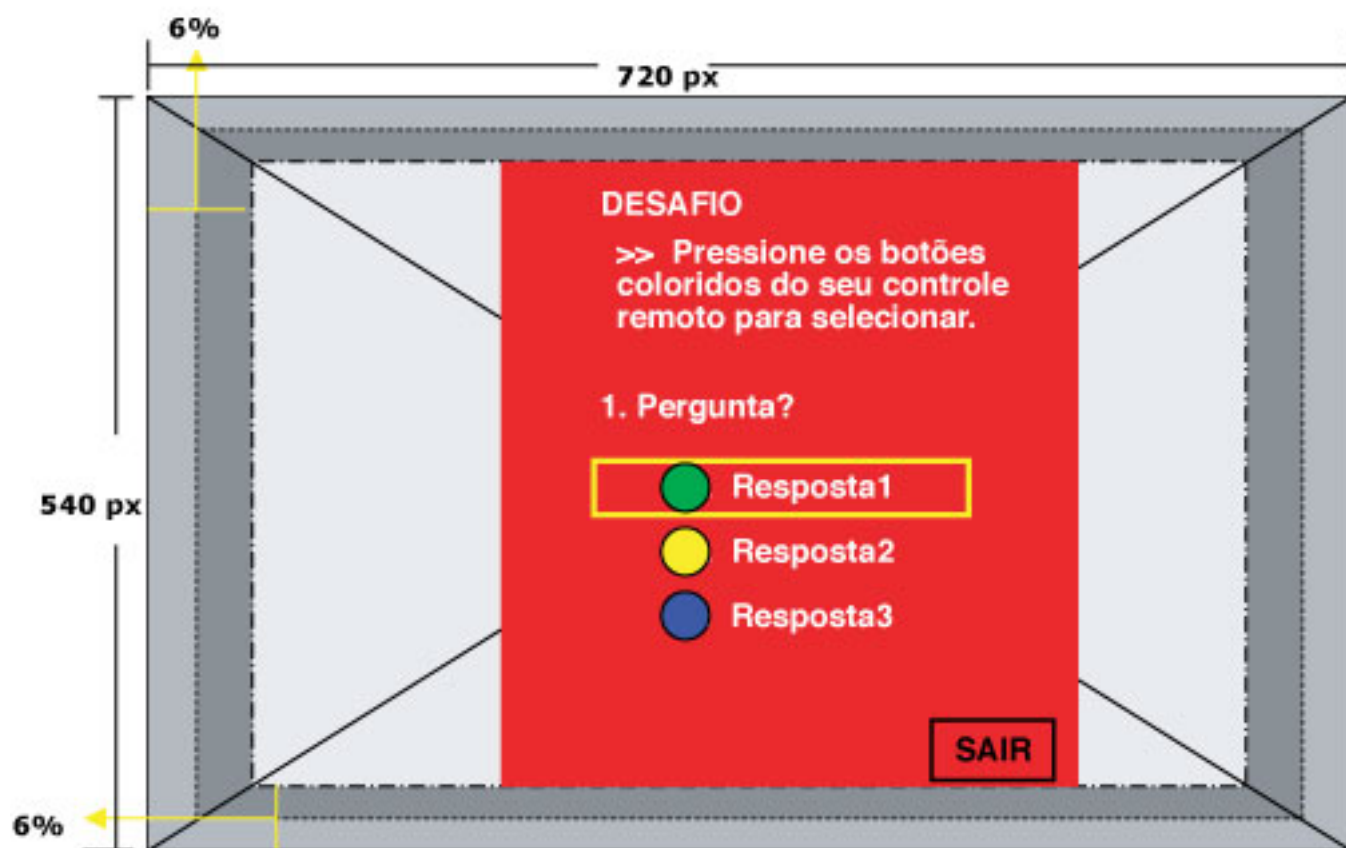 6%
720 px
DESAFIO
>> Pressione os botões
coloridos do seu controle
remoto para selecionar.
1. Pergunta?
Resposta1
540 px
Resposta2
Resposta3
SAIR
6%